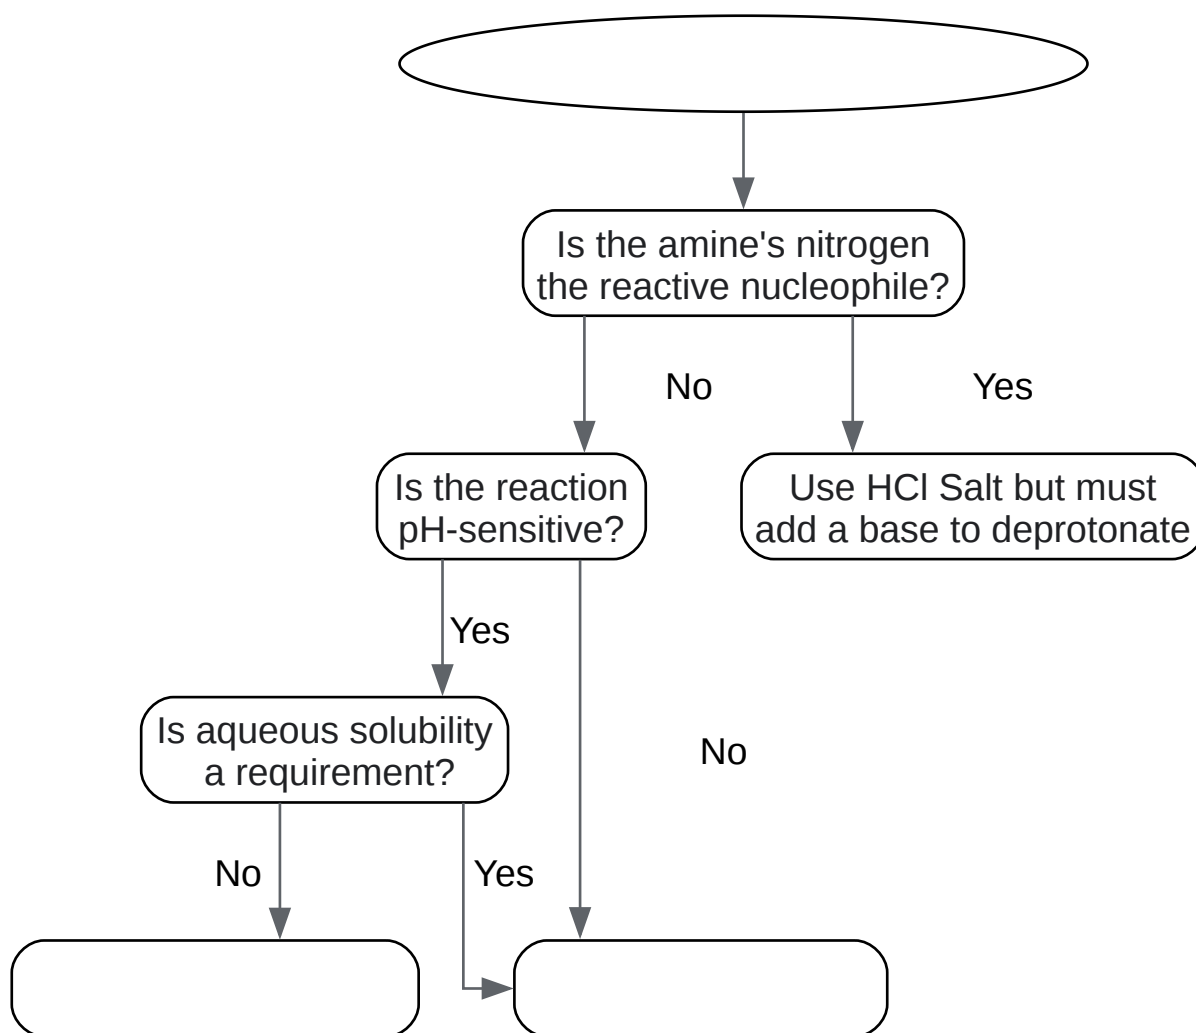 Is the amine's nitrogen
the reactive nucleophile?
No
Yes
Is the reaction
pH-sensitive?
Use HCl Salt but must
add a base to deprotonate
Yes
Is aqueous solubility
a requirement?
No
No
Yes